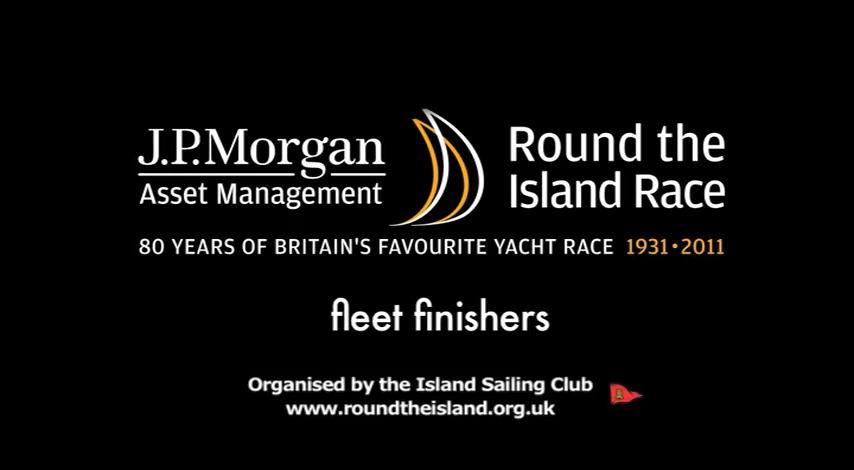 J.P.Morgan
Asset Management
Round the
Island Race
80 YEARS OF BRITAIN'S FAVOURITE YACHT RACE 1931•2011
fleet finishers
Organised by the Island Sailing Club
www.roundtheisland.org.uk